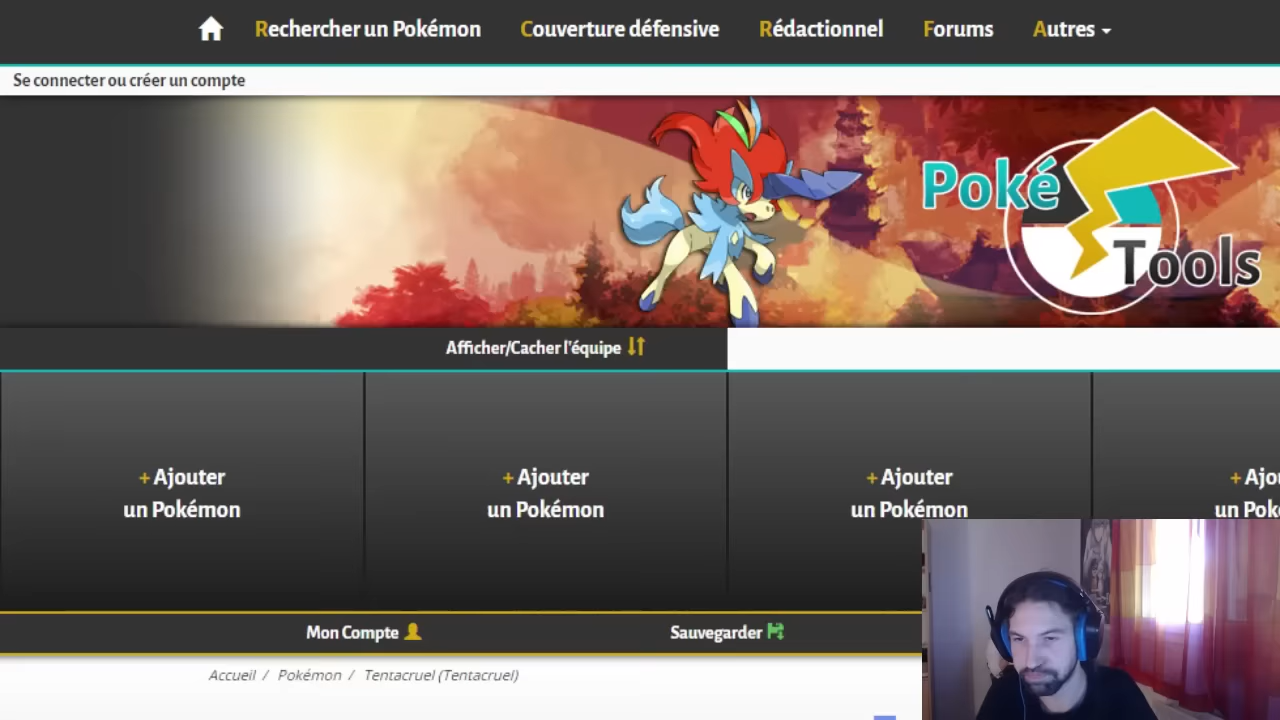 Rechercher un Pokémon Couverture défensive Rédactionnel Forums Autres
Se connecter ou créer un compte
Poké
Tools
Afficher/Cacher l'équipe
+ Ajouter
un Pokémon
+ Ajouter
un Pokémon
+ Ajouter
un Pokémon
Mon Compte Sauvegarder
Accueil / Pokémon / Tentacruel (Tentacruel)